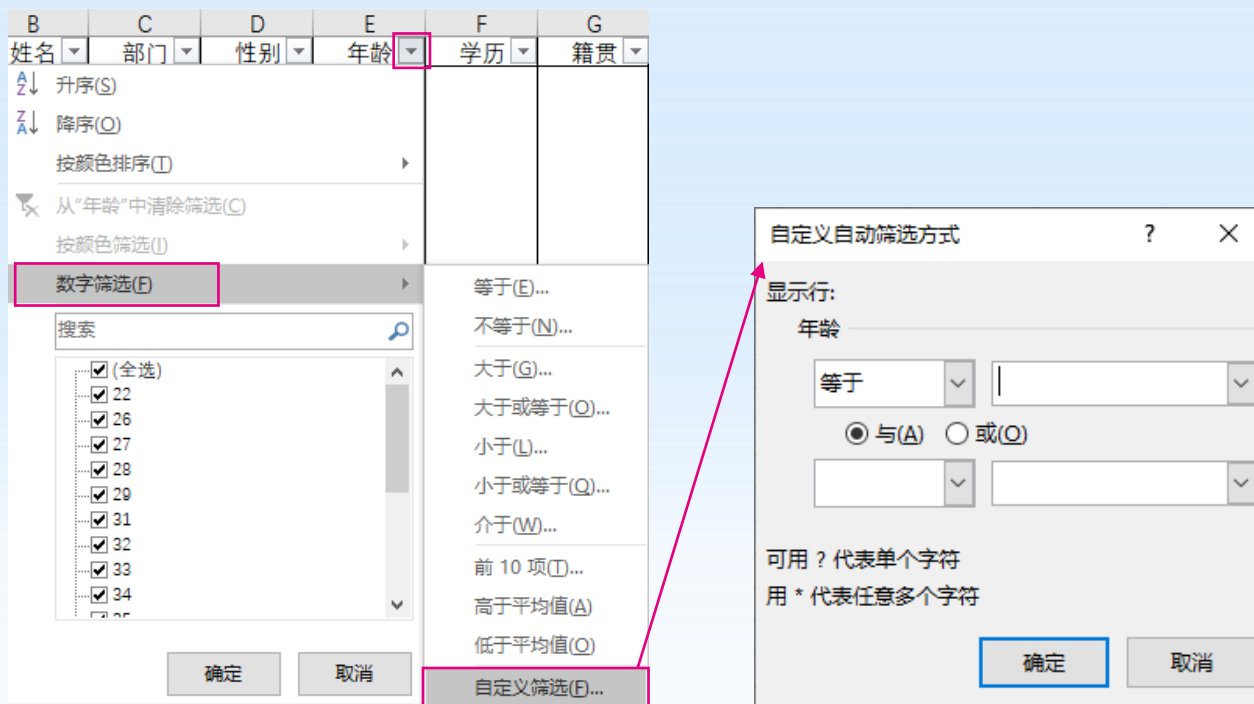 B C D E F G
姓名 部门 性别 年龄 学历 籍贯
升序(S)
降序(O)
按颜色排序(T)
从"年龄"中清除筛选(C)
按颜色筛选(I)
数字筛选(F)
搜索
(全选)
22
26
27
28
29
31
32
33
34
确定 取消
等于(E)...
不等于(N)...
大于(G)...
大于或等于(O)...
小于(L)...
小于或等于(Q)...
介于(W)...
前 10 项(T)...
高于平均值(A)
低于平均值(O)
自定义筛选(F)...
自定义自动筛选方式 ?
显示行:
年龄
等于
与(A) 或(O)
可用 ? 代表单个字符
用 * 代表任意多个字符
确定 取消